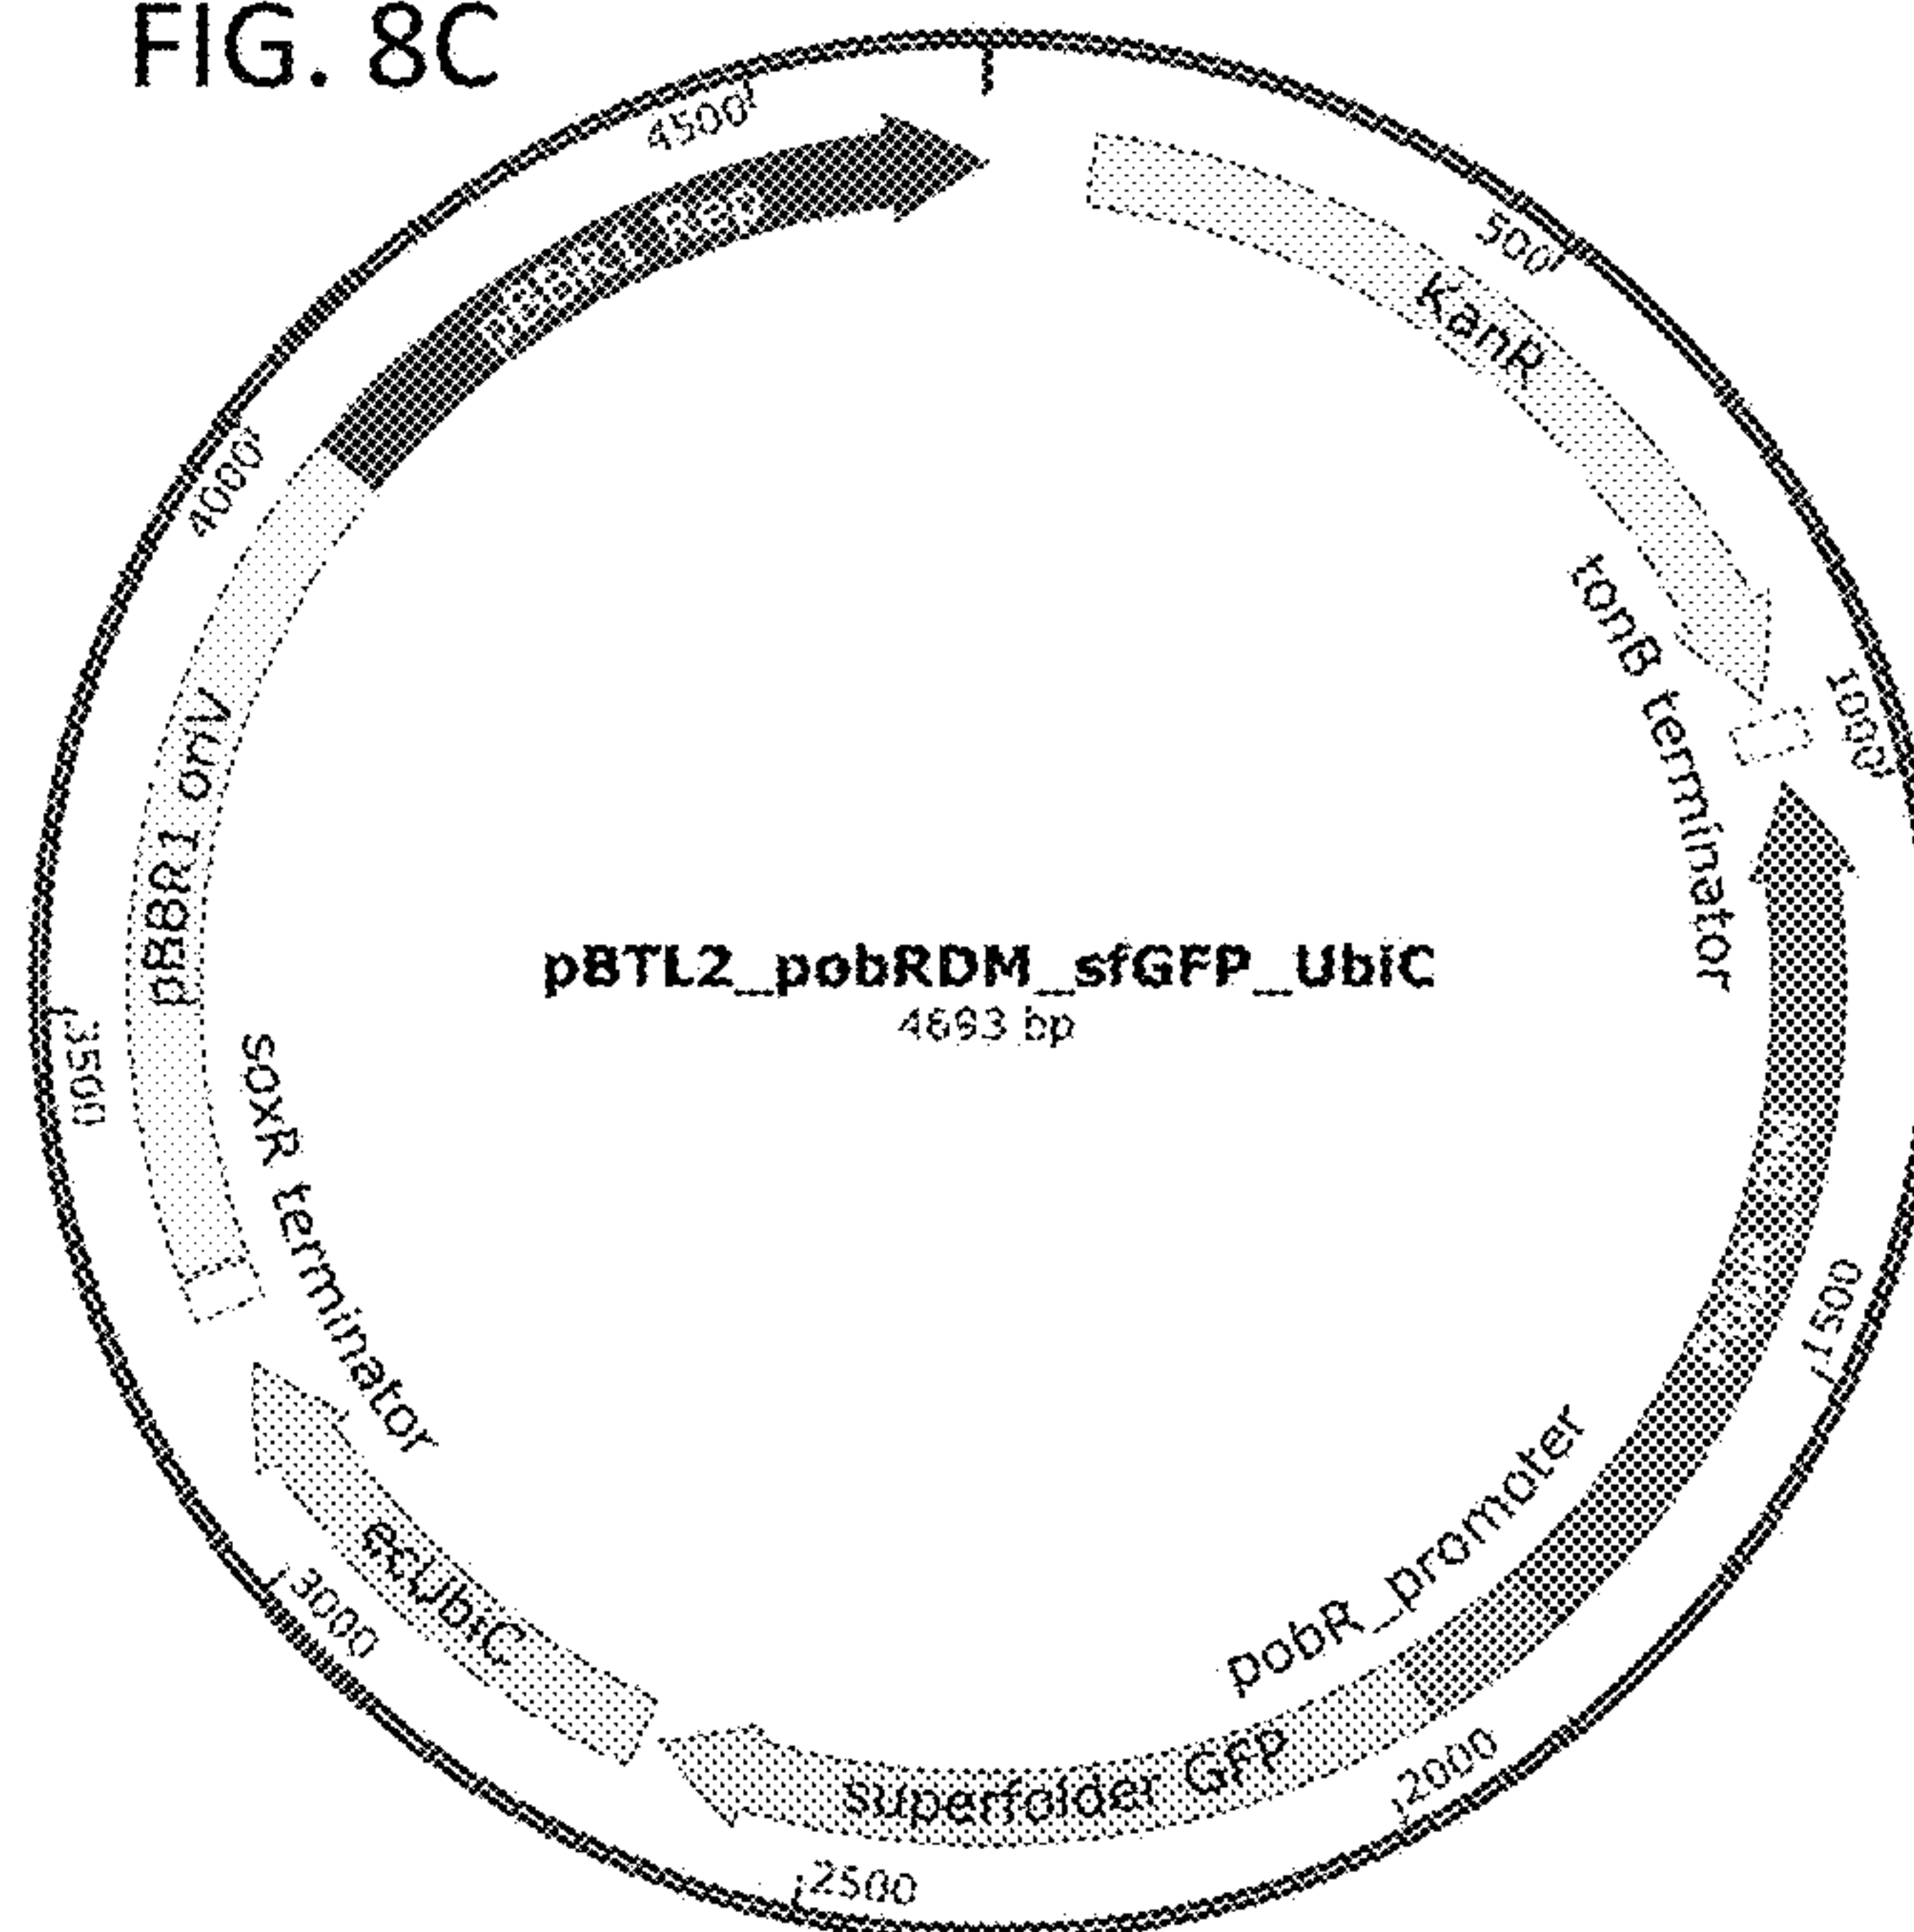 FIG. 8C
4500
pBBR1 Rep
500
KanR
4000
tonB terminator
1000
pBBR1 oriV
pBTL2_pobRDM_sfGFP_UbiC
4693 bp
3500
soxR terminator
1500
pobR_promoter
ecUbiC
3000
superfolder GFP
2000
2500